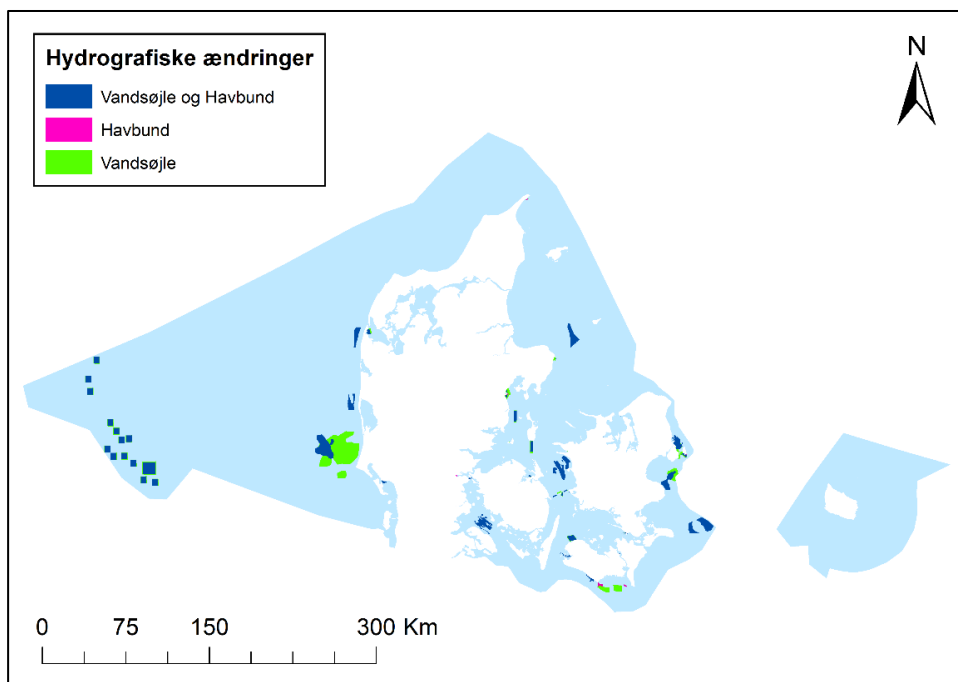 Hydrografiske ændringer
Vandsøjle og Havbund
Havbund
Vandsøjle
N
0 75 150 300 Km